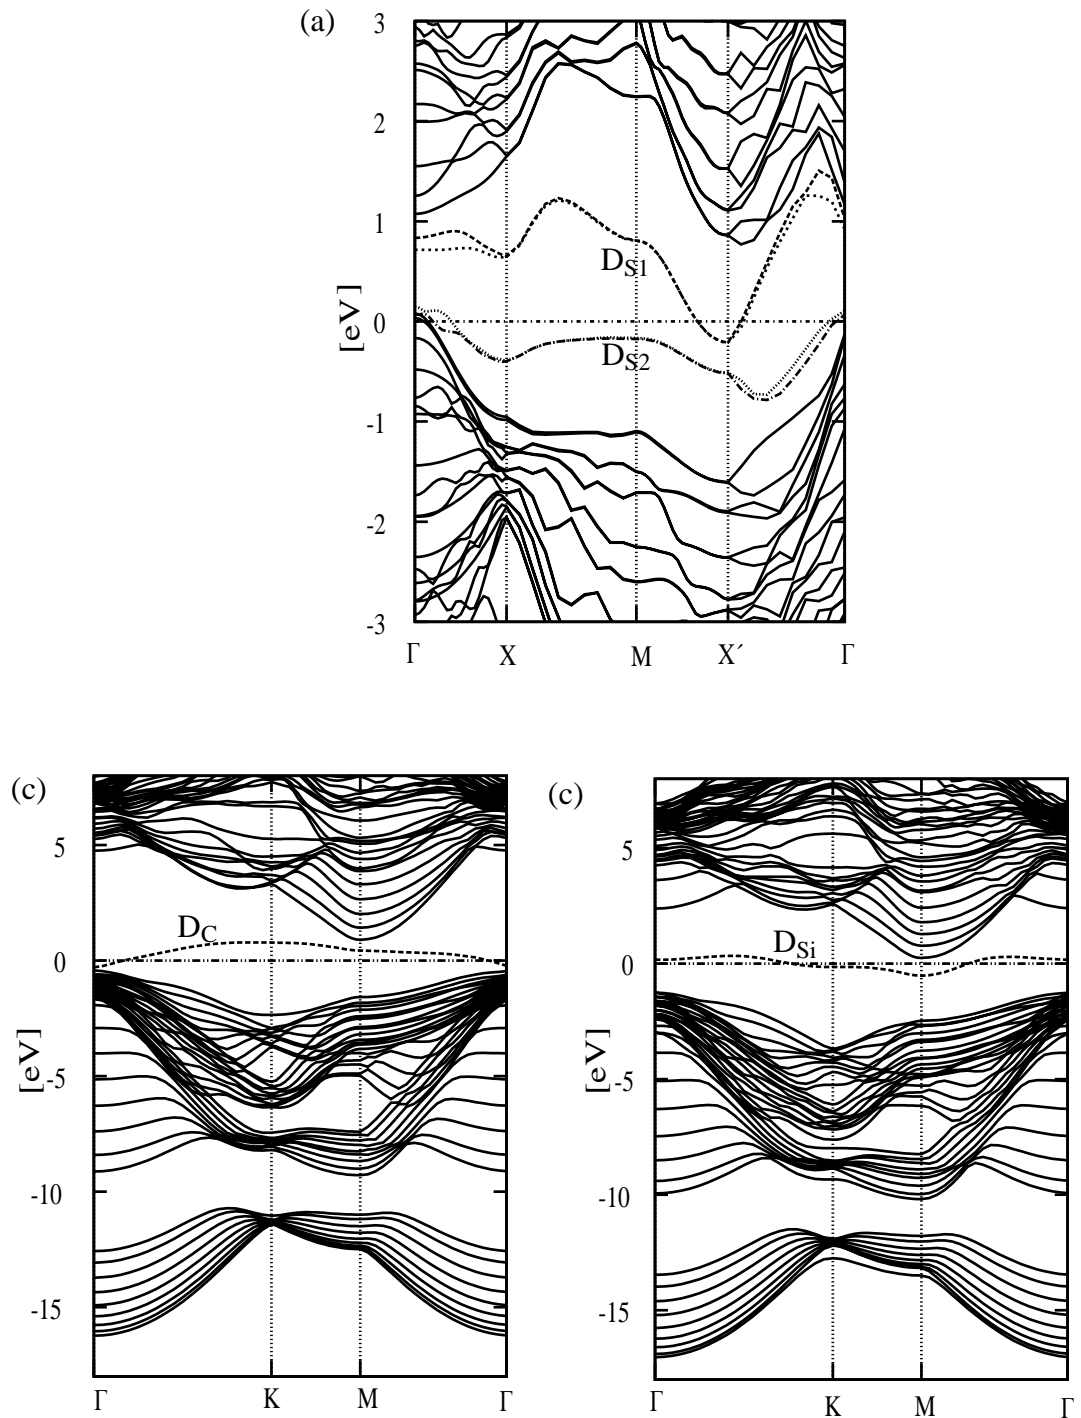 (a)
3
2
1
0
-1
-2
-3
[eV]
D_S1
D_S2
Γ X M X´ Γ
(c)
5
0
-5
-10
-15
[eV]
D_C
Γ K M Γ
(c)
5
0
-5
-10
-15
[eV]
D_Si
Γ K M Γ